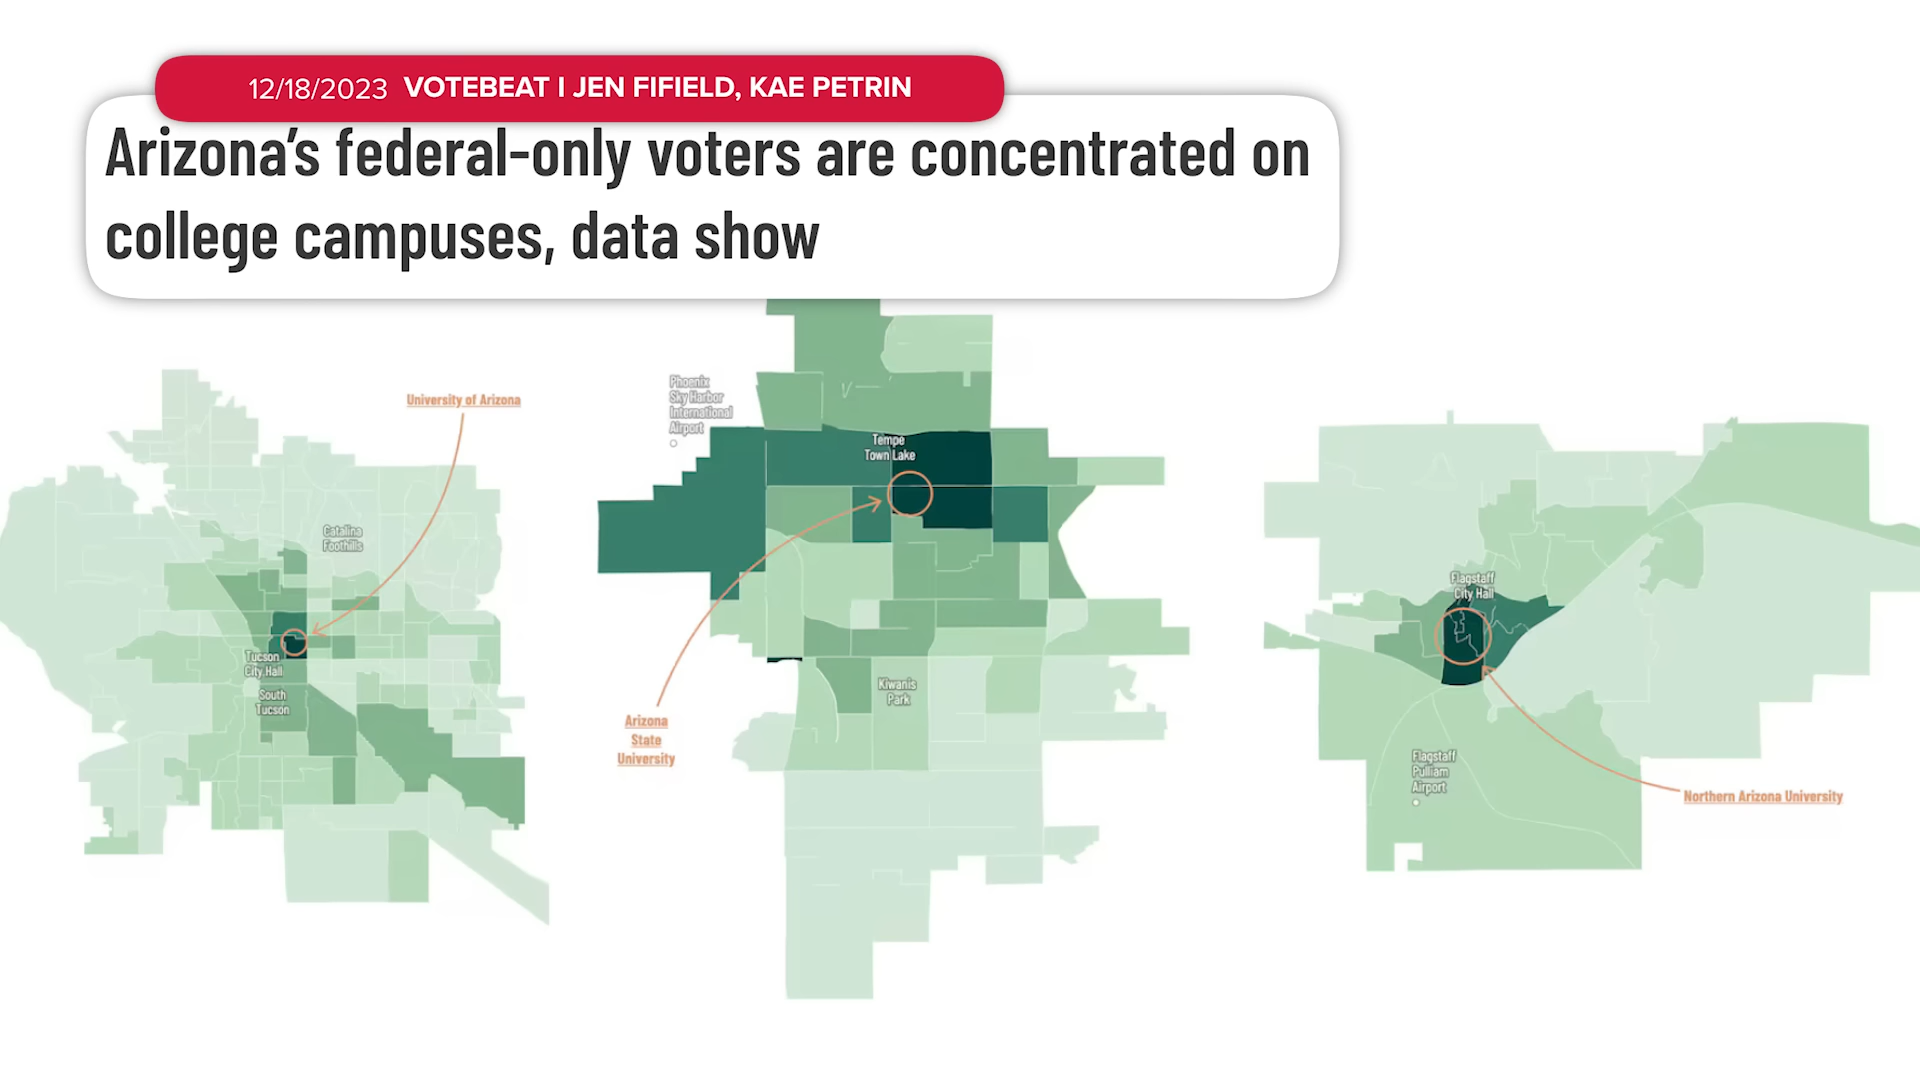 12/18/2023 VOTEBEAT I JEN FIFIELD, KAE PETRIN
Arizona’s federal-only voters are concentrated on
college campuses, data show
University of Arizona
Catalina
Foothills
Tucson
City Hall
South
Tucson
Phoenix
Sky Harbor
International
Airport
Tempe
Town Lake
Kiwanis
Park
Arizona
State
University
Flagstaff
City Hall
Flagstaff
Pulliam
Airport
Northern Arizona University